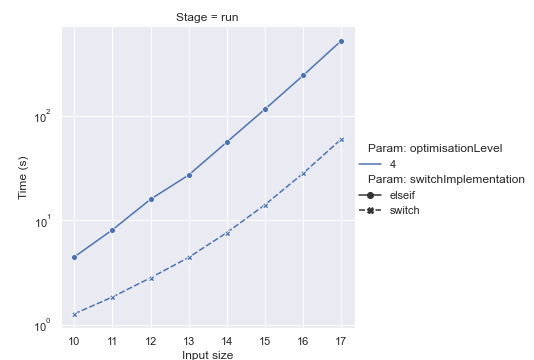 Stage = run
10²
10¹
10⁰
Time (s)
10 11 12 13 14 15 16 17
Input size
Param: optimisationLevel
4
Param: switchImplementation
elseif
switch